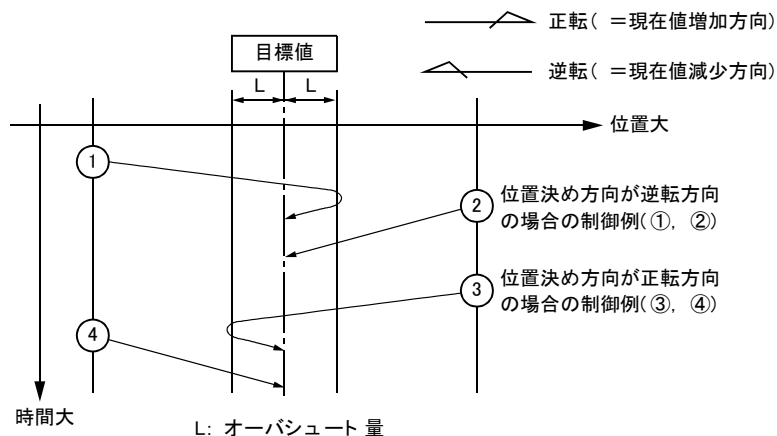 正転( =現在値増加方向)
目標値
逆転( =現在値減少方向)
L L
位置大
①
②
位置決め方向が逆転方向
の場合の制御例(①, ②)
③
位置決め方向が正転方向
の場合の制御例(③, ④)
④
時間大
L: オーバシュート 量